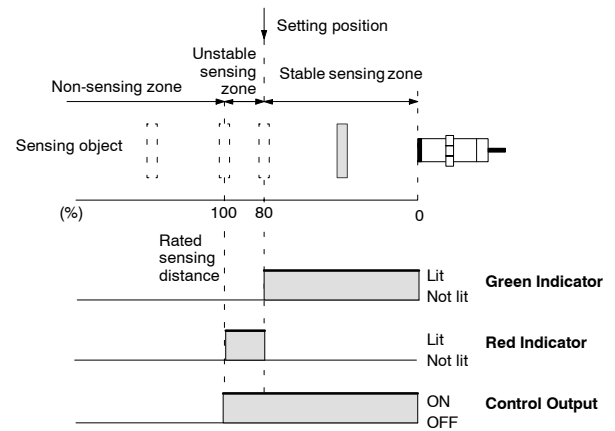 Setting position
Unstable
sensing
zone
Non-sensing zone
Stable sensing zone
Sensing object
(%)
100
80
0
Rated
sensing
distance
Lit
Not lit
Green Indicator
Lit
Not lit
Red Indicator
ON
OFF
Control Output